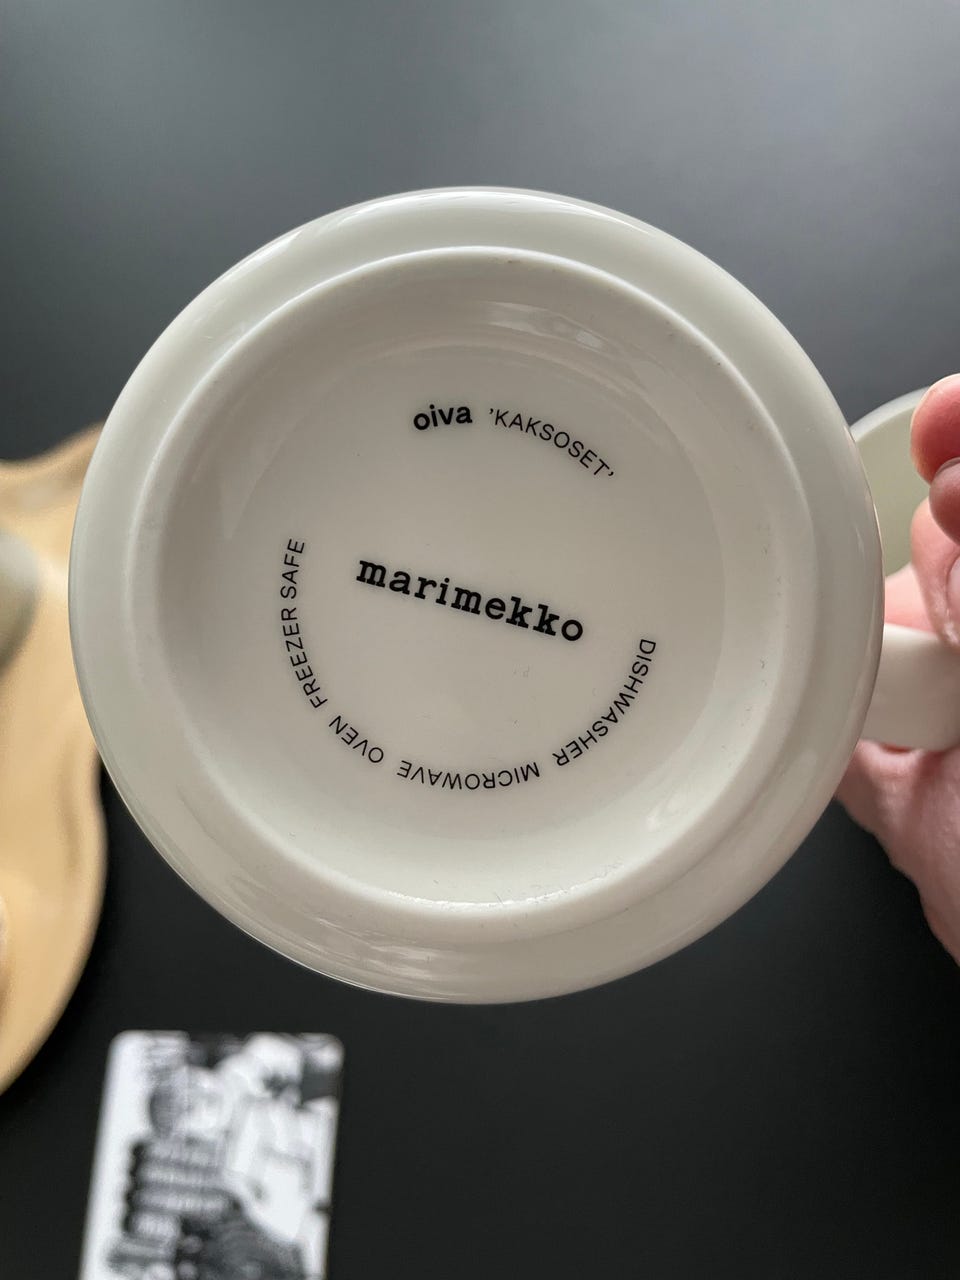 oiva 'KAKSOSET'
marimekko
DISHWASHER MICROWAVE OVEN FREEZER SAFE